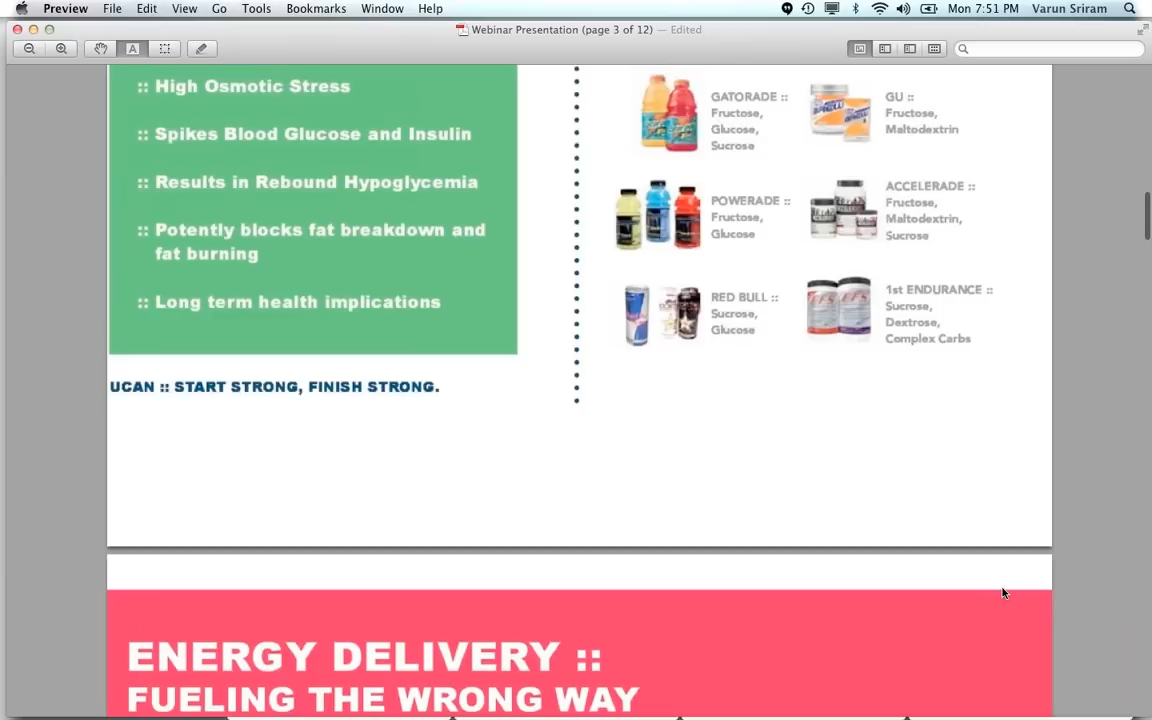 Preview File Edit View Go Tools Bookmarks Window Help Mon 7:51 PM Varun Sriram
Webinar Presentation (page 3 of 12) — Edited
A
:: High Osmotic Stress
:: Spikes Blood Glucose and Insulin
:: Results in Rebound Hypoglycemia
:: Potently blocks fat breakdown and
fat burning
:: Long term health implications
UCAN :: START STRONG, FINISH STRONG.
GATORADE ::
Fructose,
Glucose,
Sucrose
GU ::
Fructose,
Maltodextrin
POWERADE ::
Fructose,
Glucose
ACCELERADE ::
Fructose,
Maltodextrin,
Sucrose
RED BULL ::
Sucrose,
Glucose
1st ENDURANCE ::
Sucrose,
Dextrose,
Complex Carbs
ENERGY DELIVERY ::
FUELING THE WRONG WAY